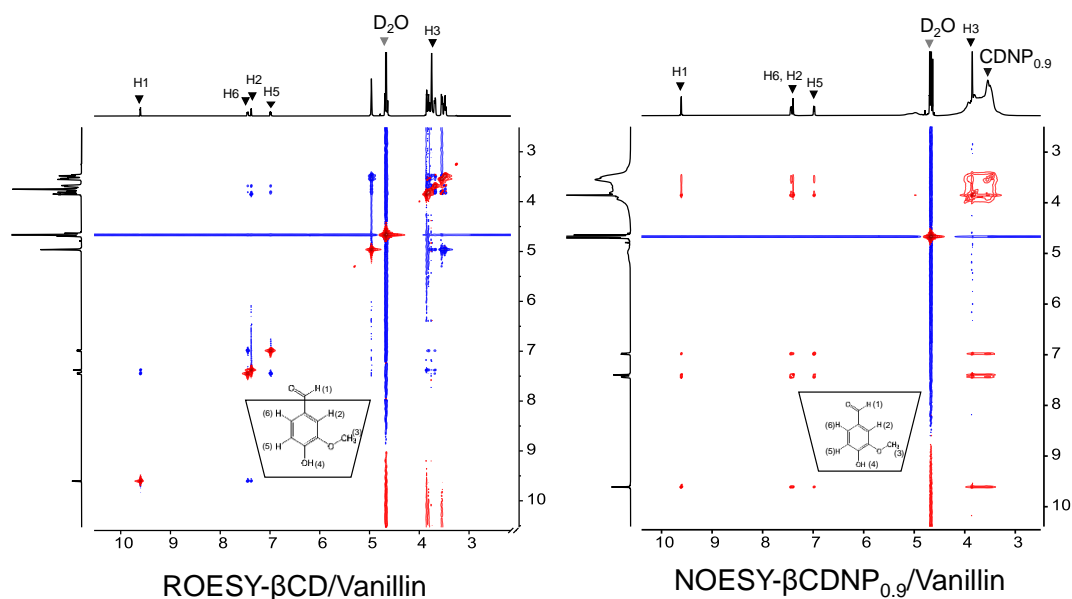 D₂O
H3
H1
H6
H2
H5
3
4
5
6
7
8
9
10
O
H (1)
(6) H
H (2)
(5) H
O
CH₃
(3)
OH (4)
10 9 8 7 6 5 4 3
ROESY-βCD/Vanillin
D₂O
H3
CDNP₀.₉
H1
H6, H2
H5
3
4
5
6
7
8
9
10
O
H (1)
(6)H
H (2)
(5)H
O
CH₃
(3)
OH (4)
10 9 8 7 6 5 4 3
NOESY-βCDNP₀.₉/Vanillin